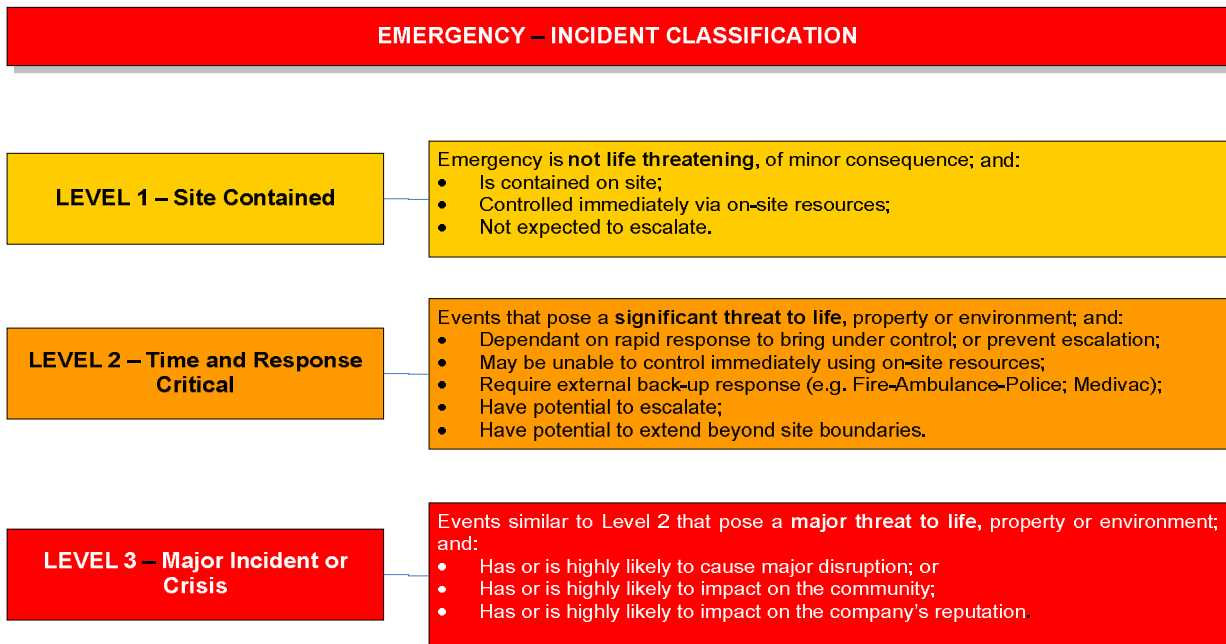 EMERGENCY – INCIDENT CLASSIFICATION
LEVEL 1 – Site Contained
Emergency is not life threatening, of minor consequence; and:
• Is contained on site;
• Controlled immediately via on-site resources;
• Not expected to escalate.
LEVEL 2 – Time and Response
Critical
Events that pose a significant threat to life, property or environment; and:
• Dependant on rapid response to bring under control; or prevent escalation;
• May be unable to control immediately using on-site resources;
• Require external back-up response (e.g. Fire-Ambulance-Police; Medivac);
• Have potential to escalate;
• Have potential to extend beyond site boundaries.
LEVEL 3 – Major Incident or
Crisis
Events similar to Level 2 that pose a major threat to life, property or environment;
and:
• Has or is highly likely to cause major disruption; or
• Has or is highly likely to impact on the community;
• Has or is highly likely to impact on the company's reputation.